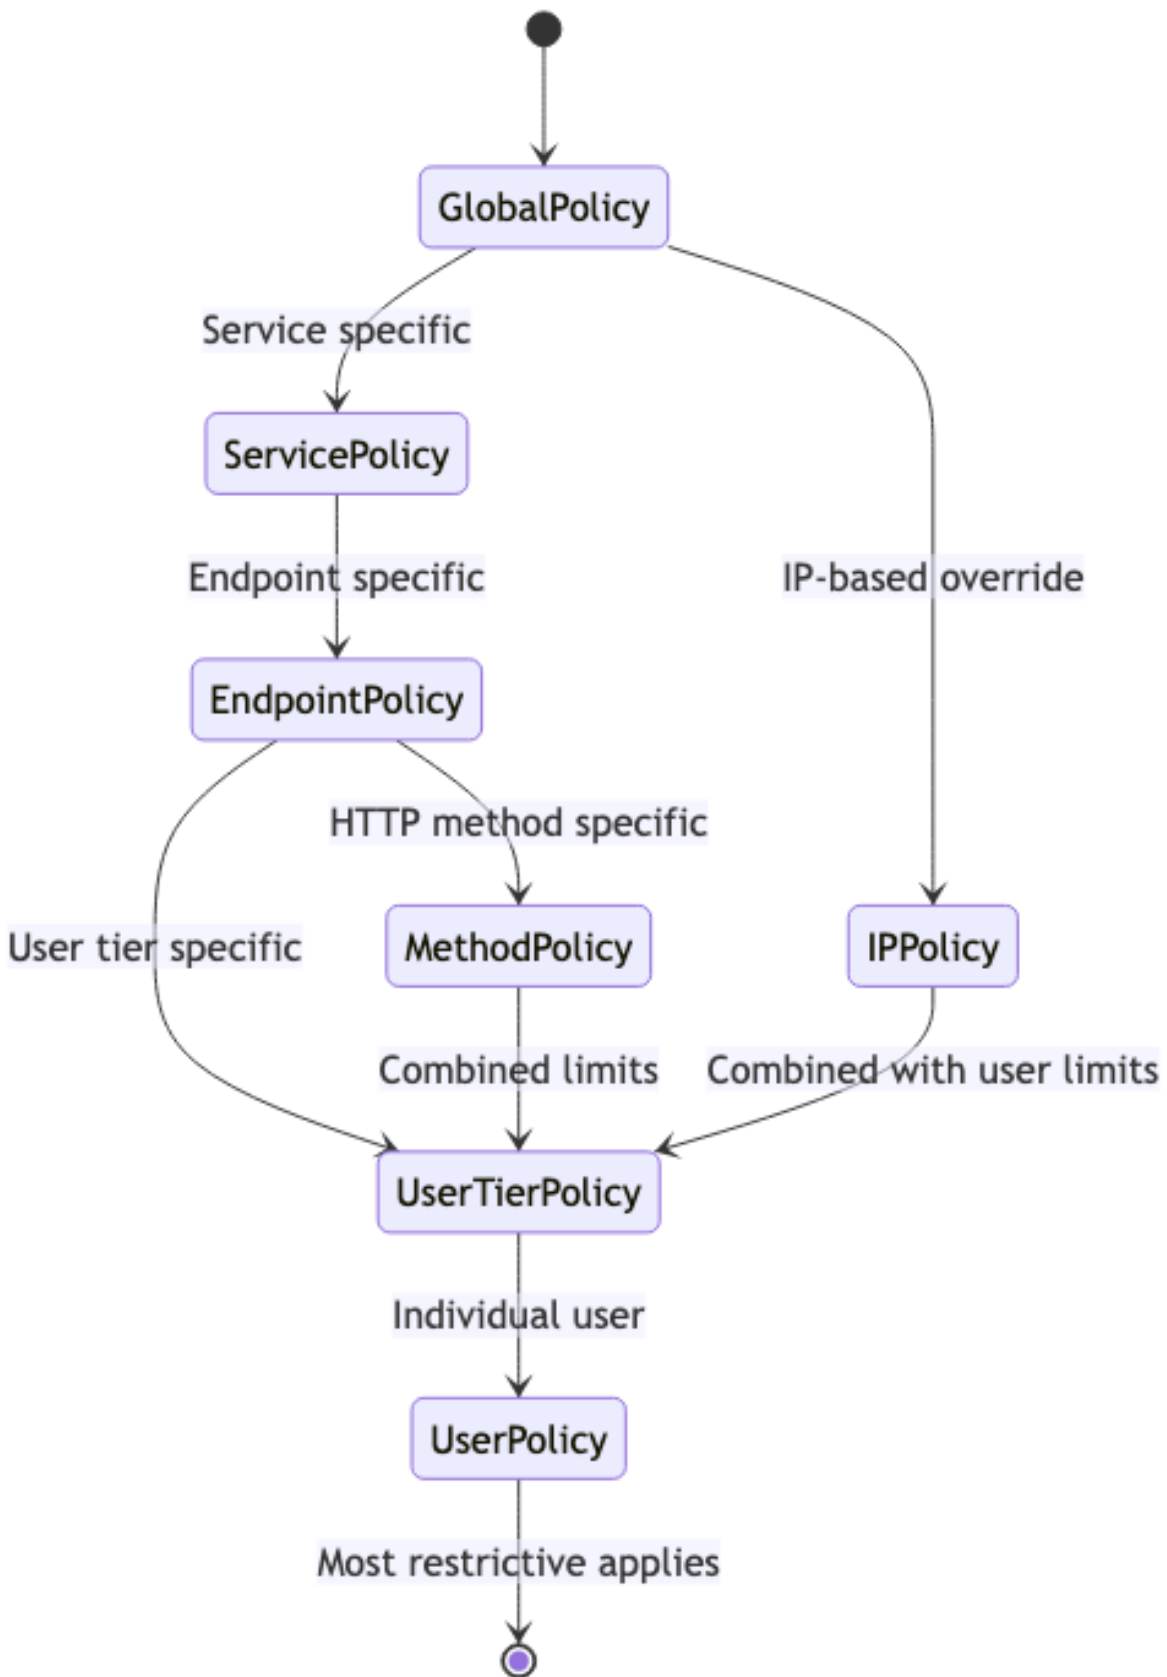 GlobalPolicy
Service specific
ServicePolicy
Endpoint specific
IP-based override
EndpointPolicy
HTTP method specific
User tier specific
MethodPolicy
IPPolicy
Combined limits
Combined with user limits
UserTierPolicy
Individual user
UserPolicy
Most restrictive applies